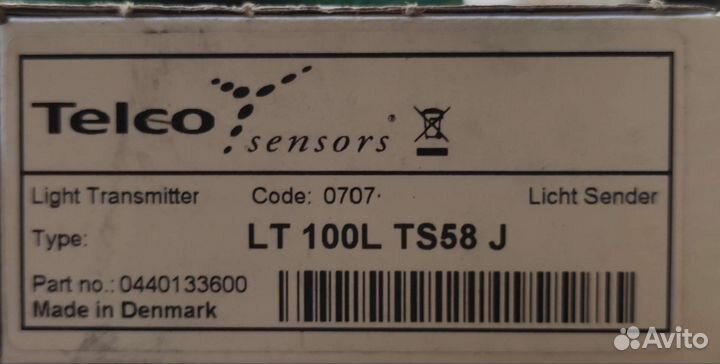 Telco sensors
Light Transmitter Code: 0707 Licht Sender
Type: LT 100L TS58 J
Part no.: 0440133600
Made in Denmark
Avito